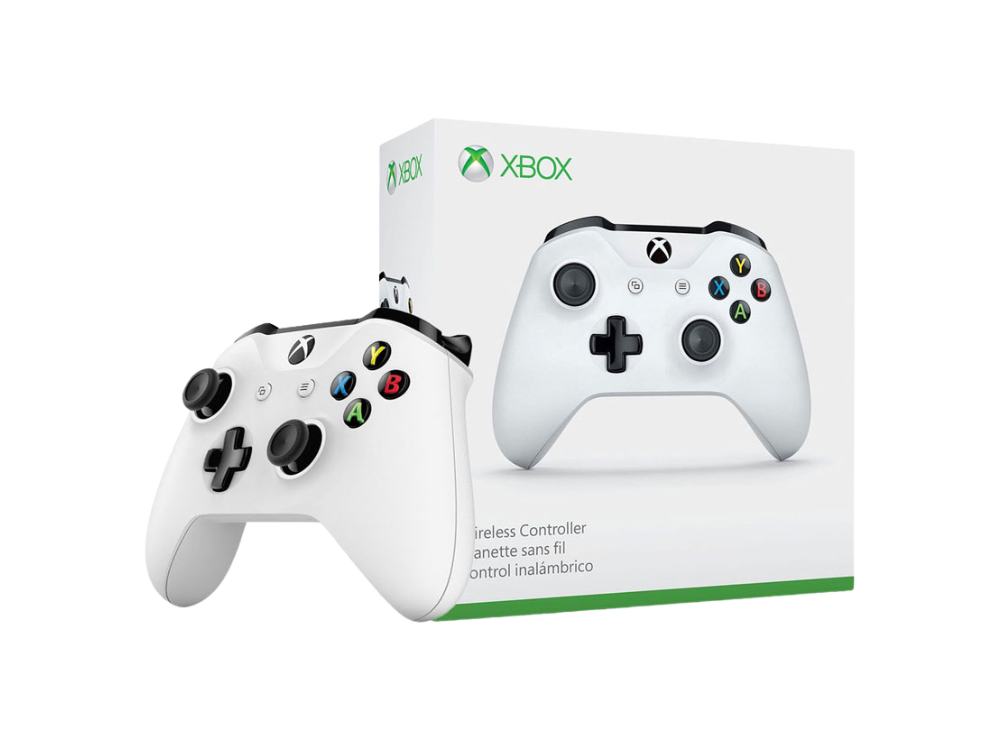 XBOX
XBOX
Y
X
B
A
Y
X
B
A
ireless Controller
anette sans fil
ontrol inalámbrico